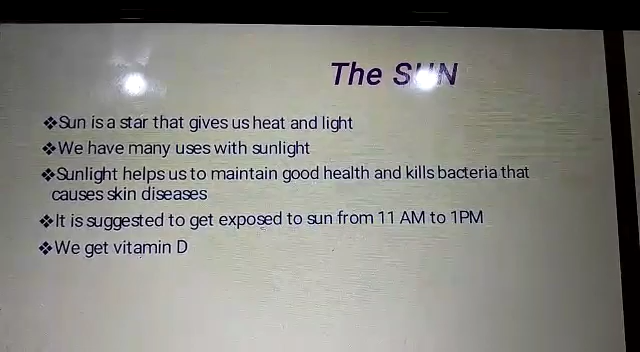 The SUN
❖Sun is a star that gives us heat and light
❖We have many uses with sunlight
❖Sunlight helps us to maintain good health and kills bacteria that
causes skin diseases
❖It is suggested to get exposed to sun from 11 AM to 1PM
❖We get vitamin D